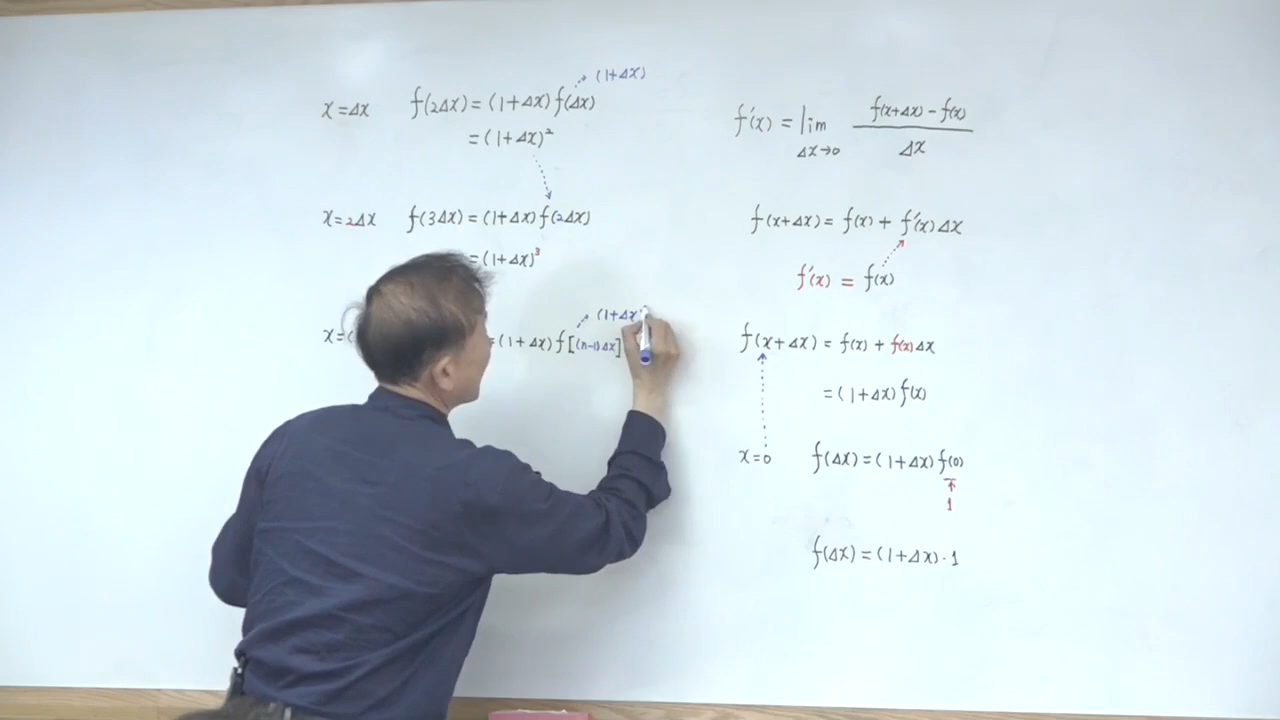 (1+Δx)
x=Δx f(2Δx) = (1+Δx) f(Δx)
= (1+Δx)²
x=2Δx f(3Δx) = (1+Δx) f(2Δx)
= (1+Δx)³
(1+Δx)
x=( = (1+Δx) f[(n-1)Δx]
f'(x) = lim Δx→0 f(x+Δx) - f(x) / Δx
f(x+Δx) = f(x) + f'(x)Δx
f'(x) = f(x)
f(x+Δx) = f(x) + f(x)Δx
= (1+Δx) f(x)
x=0 f(Δx) = (1+Δx) f(0)
1
f(Δx) = (1+Δx)·1